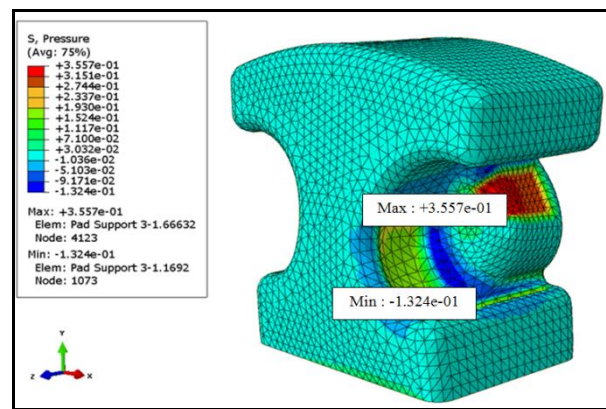 S, Pressure
(Avg: 75%)
+3.557e-01
+3.151e-01
+2.744e-01
+2.337e-01
+1.930e-01
+1.524e-01
+1.117e-01
+7.100e-02
+3.032e-02
-1.036e-02
-5.103e-02
-9.171e-02
-1.324e-01
Max: +3.557e-01
Elem: Pad Support 3-1.66632
Node: 4123
Min: -1.324e-01
Elem: Pad Support 3-1.1692
Node: 1073
Max : +3.557e-01
Min : -1.324e-01
Y
Z
X